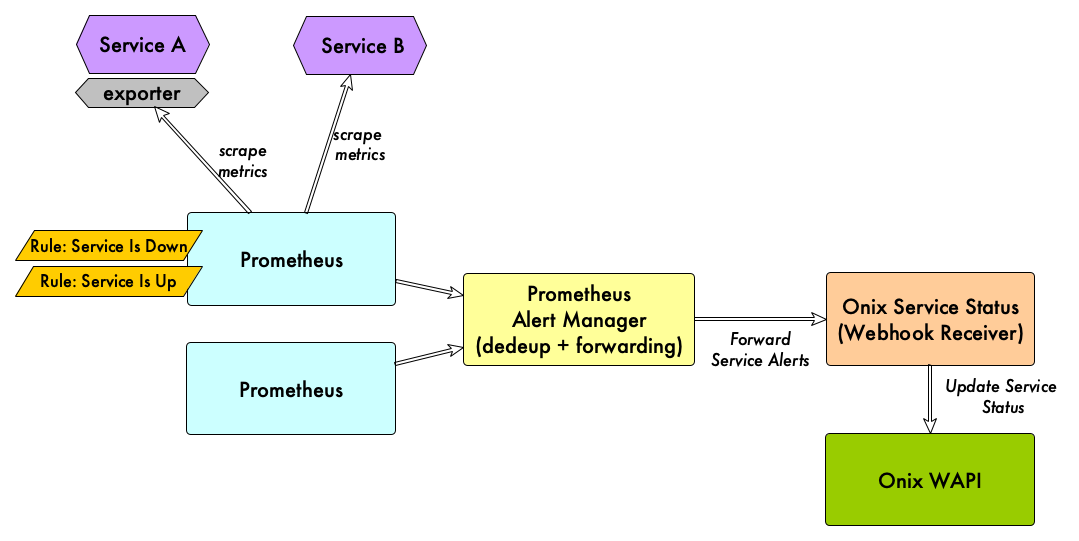 Service A
Service B
exporter
scrape
metrics
scrape
metrics
Rule: Service Is Down
Rule: Service Is Up
Prometheus
Prometheus
Alert Manager
(dedeup + forwarding)
Onix Service Status
(Webhook Receiver)
Forward
Service Alerts
Prometheus
Update Service
Status
Onix WAPI